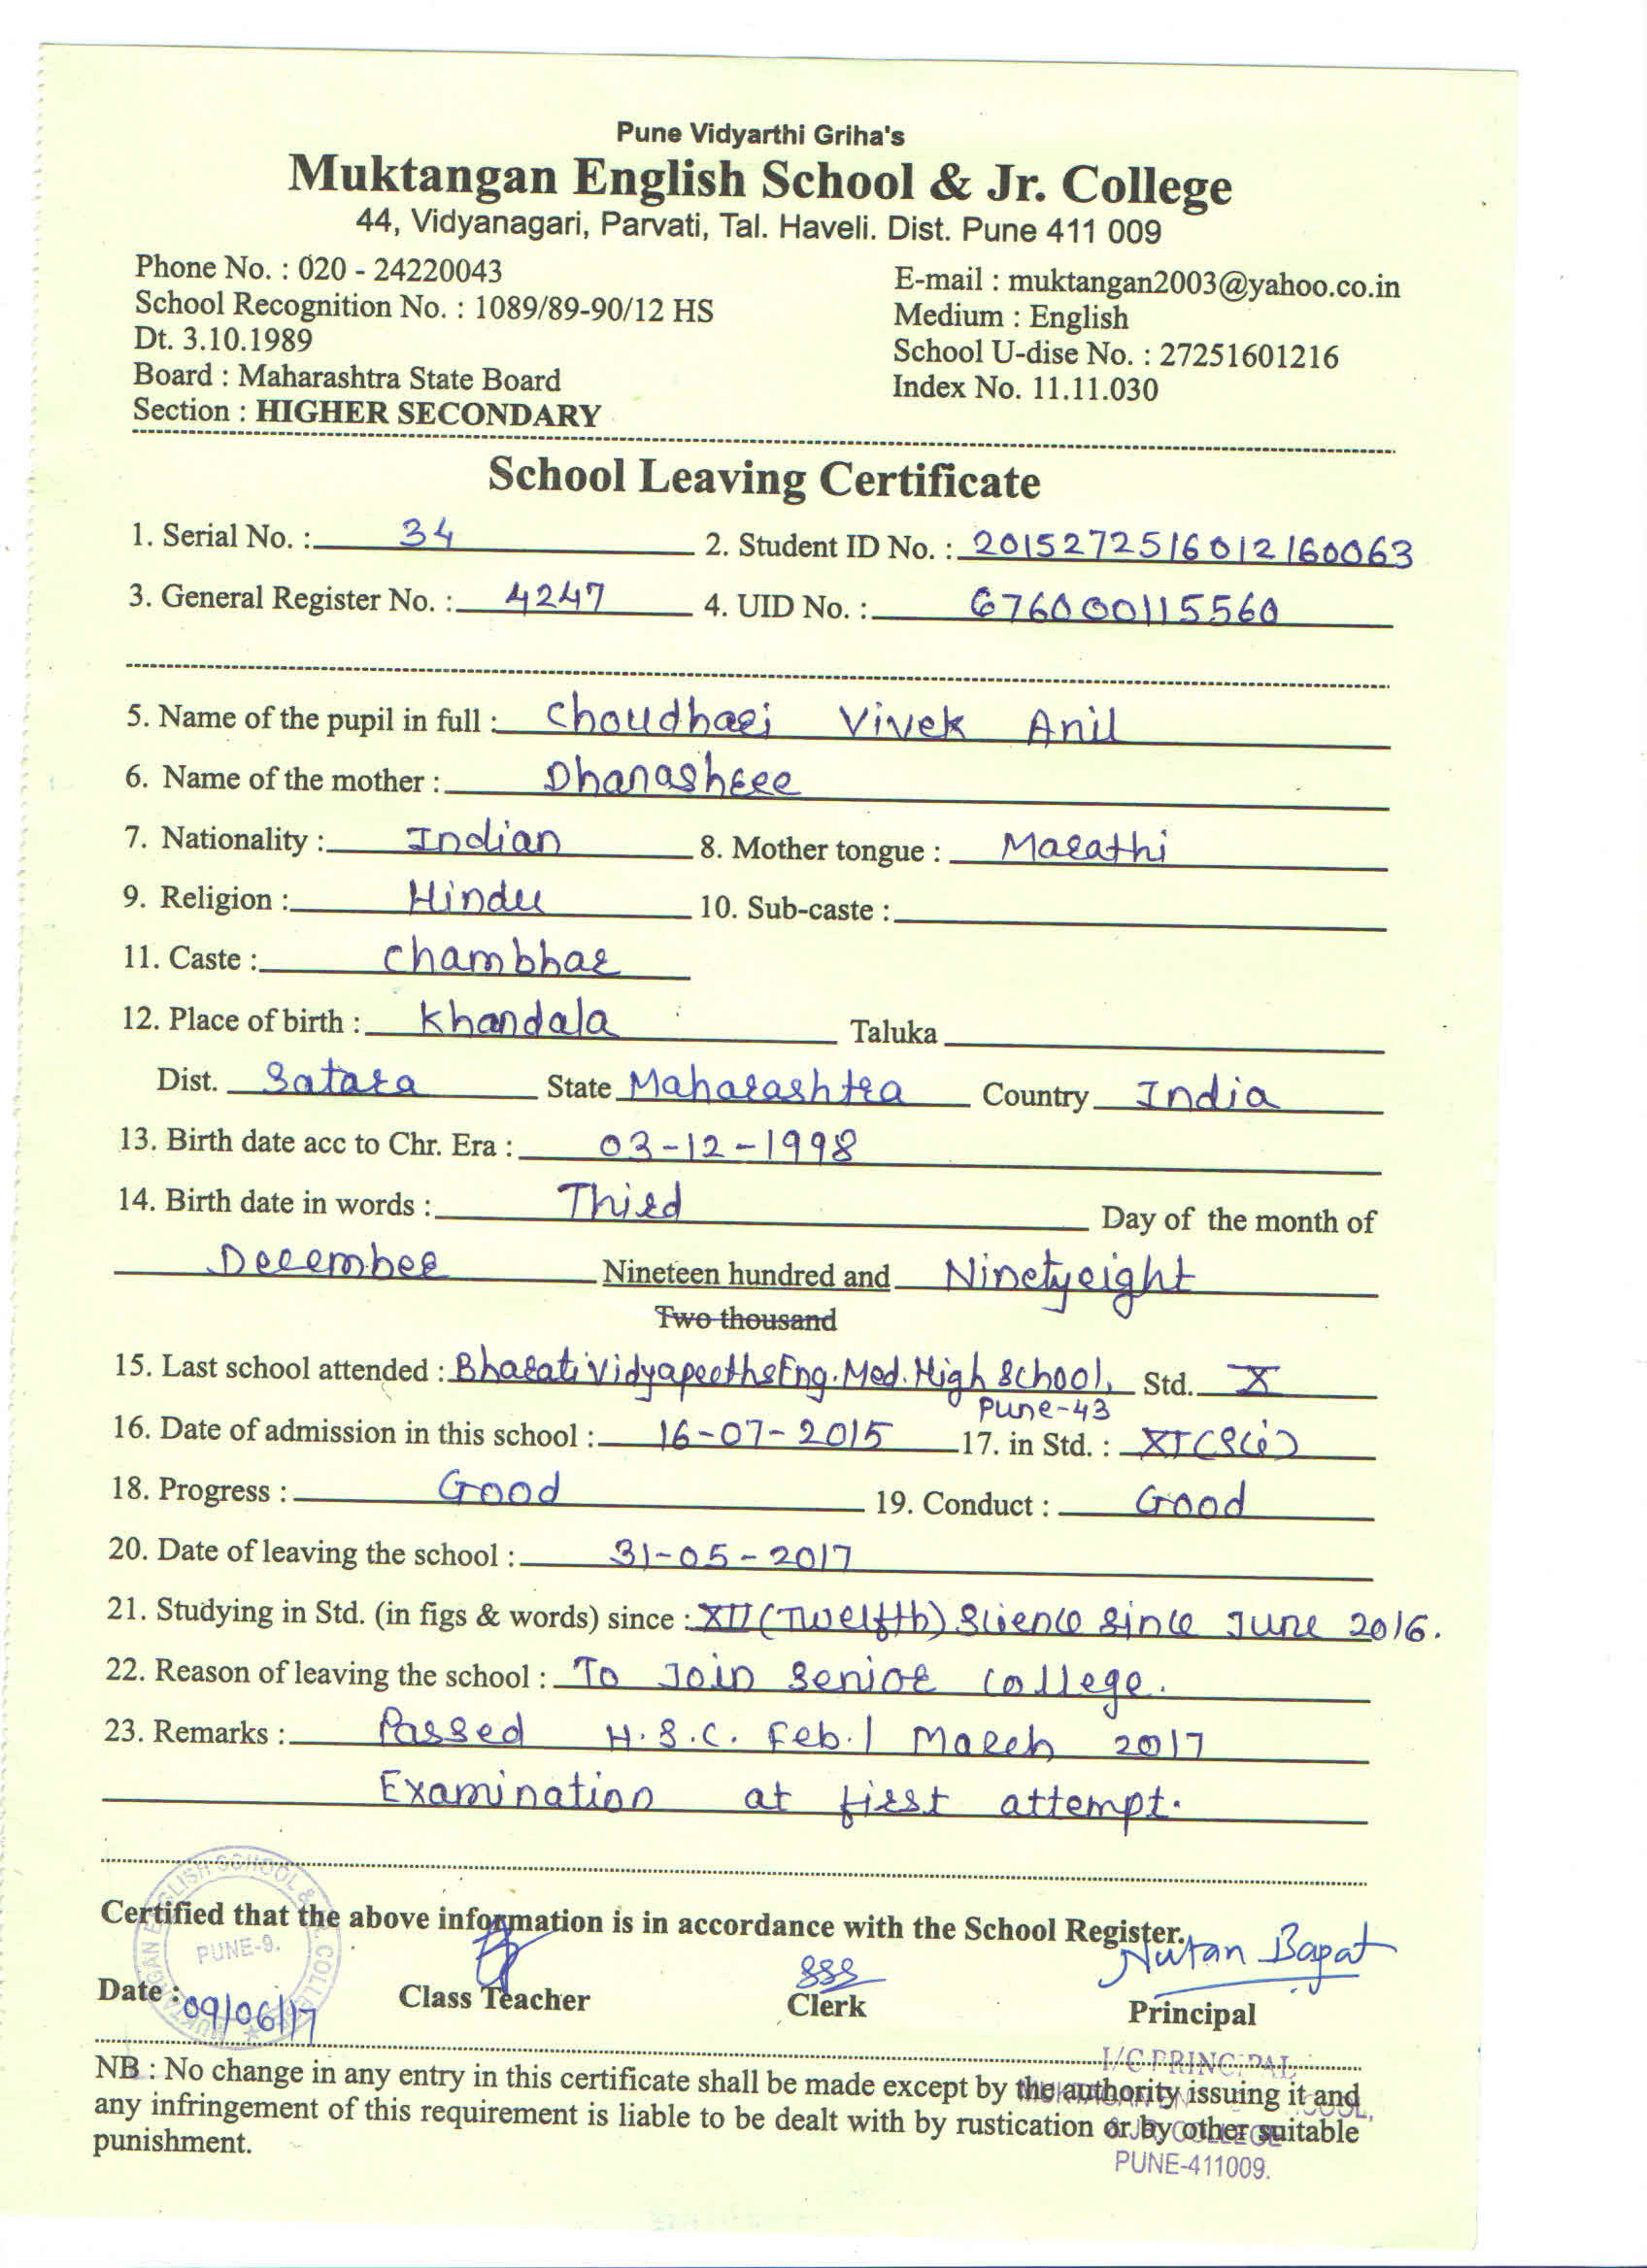 Pune Vidyarthi Griha's
Muktangan English School & Jr. College
44, Vidyanagari, Parvati, Tal. Haveli. Dist. Pune 411 009
Phone No. : 020 - 24220043
E-mail : muktangan2003@yahoo.co.in
School Recognition No. : 1089/89-90/12 HS
Medium : English
Dt. 3.10.1989
School U-dise No. : 27251601216
Board : Maharashtra State Board
Index No. 11.11.030
Section : HIGHER SECONDARY
School Leaving Certificate
1. Serial No. : 34 2. Student ID No. : 2015272516012160063
3. General Register No. : 4247 4. UID No. : 676000115560
5. Name of the pupil in full : Choudhari Vivek Anil
6. Name of the mother : Dhanashree
7. Nationality : Indian 8. Mother tongue : Marathi
9. Religion : Hindu 10. Sub-caste :
11. Caste : Chambhar
12. Place of birth : Khandala Taluka
Dist. Satara State Maharashtra Country India
13. Birth date acc to Chr. Era : 03-12-1998
14. Birth date in words : Third Day of the month of
December Nineteen hundred and Ninetyeight
Two thousand
15. Last school attended : Bharati Vidyapeeths Eng. Med. High School, Std. X
Pune-43
16. Date of admission in this school : 16-07-2015 17. in Std. : XI (Sci)
18. Progress : Good 19. Conduct : Good
20. Date of leaving the school : 31-05-2017
21. Studying in Std. (in figs & words) since : XII (Twelfth) Science since June 2016.
22. Reason of leaving the school : To Join Senior College.
23. Remarks : Passed H.S.C. Feb./ March 2017
Examination at first attempt.
Certified that the above information is in accordance with the School Register.
PUNE-9.
Nutan Bapat
Date : 09/06/17 Class Teacher Clerk Principal
I/C PRINCIPAL
NB : No change in any entry in this certificate shall be made except by the authority issuing it and
any infringement of this requirement is liable to be dealt with by rustication or by other suitable
punishment.
PUNE-411009.